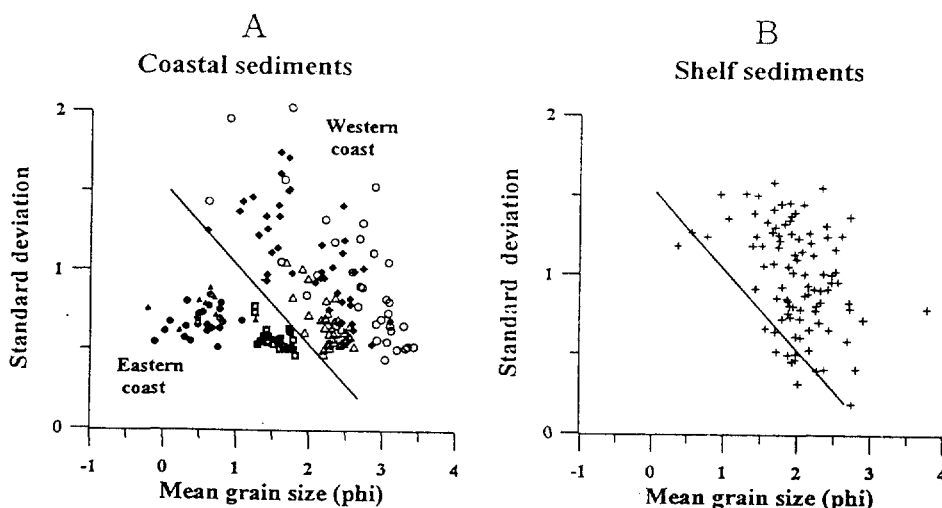 A
Coastal sediments
2
1
0
Standard deviation
Western
coast
Eastern
coast
-1
0
1
2
3
4
Mean grain size (phi)
B
Shelf sediments
2
1
0
Standard deviation
-1
0
1
2
3
4
Mean grain size (phi)